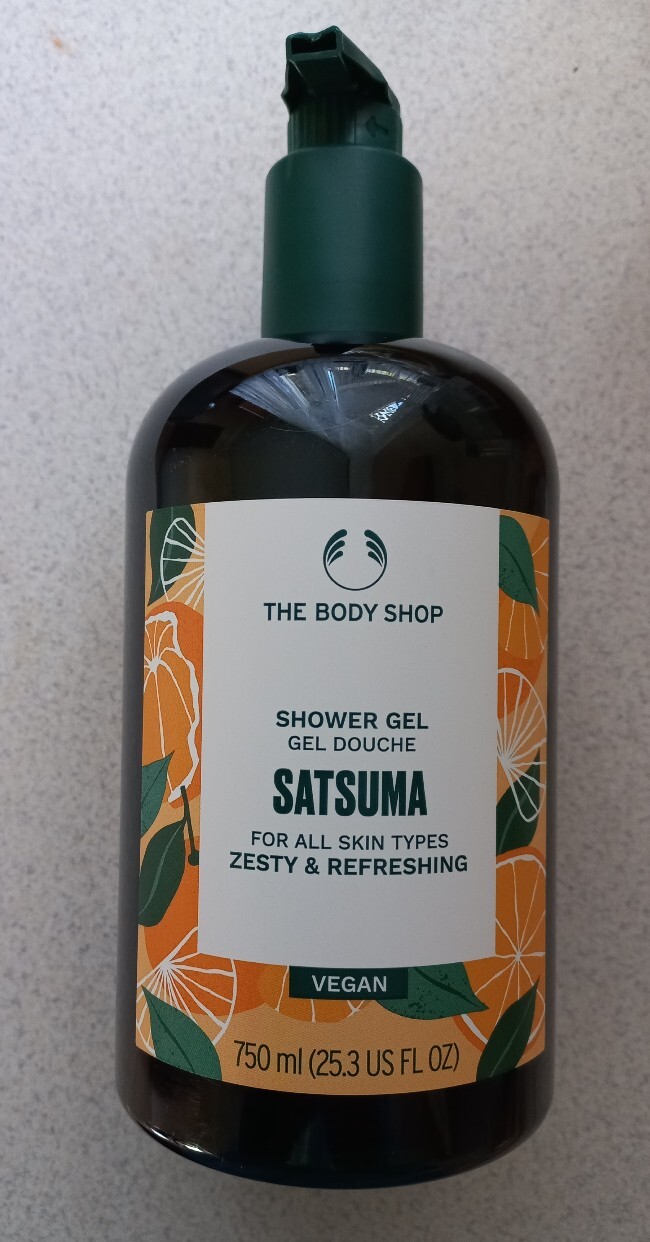 THE BODY SHOP
SHOWER GEL
GEL DOUCHE
SATSUMA
FOR ALL SKIN TYPES
ZESTY & REFRESHING
VEGAN
750 ml (25.3 US FL OZ)